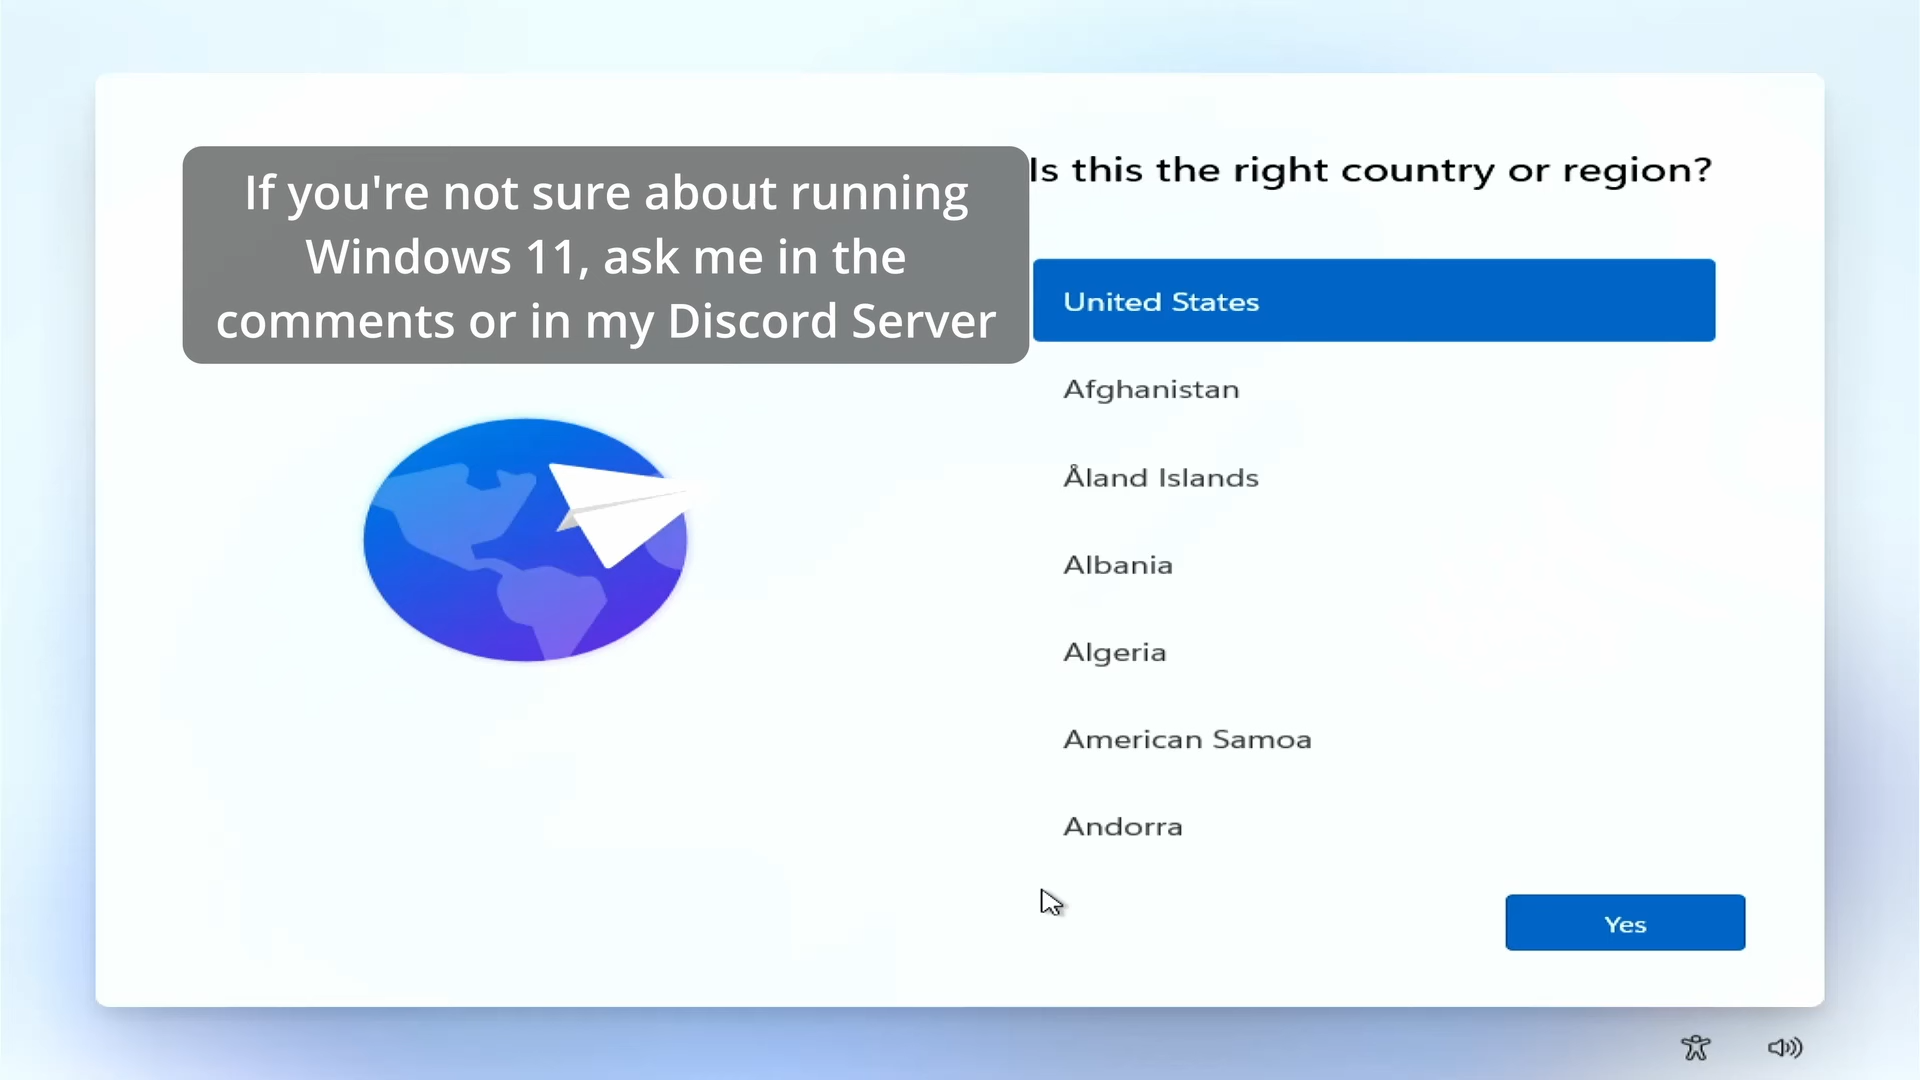 If you're not sure about running
Windows 11, ask me in the
comments or in my Discord Server
Is this the right country or region?
United States
Afghanistan
Åland Islands
Albania
Algeria
American Samoa
Andorra
Yes